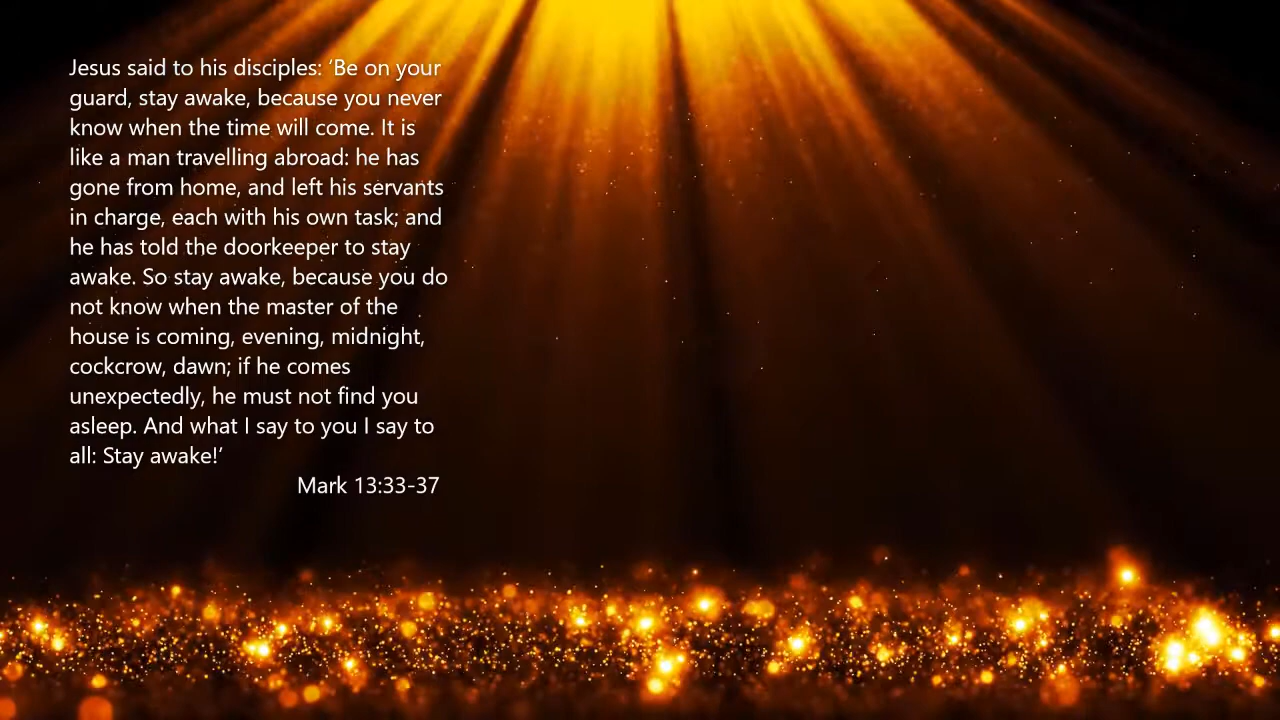 Jesus said to his disciples: ‘Be on your
guard, stay awake, because you never
know when the time will come. It is
like a man travelling abroad: he has
gone from home, and left his servants
in charge, each with his own task; and
he has told the doorkeeper to stay
awake. So stay awake, because you do
not know when the master of the
house is coming, evening, midnight,
cockcrow, dawn; if he comes
unexpectedly, he must not find you
asleep. And what I say to you I say to
all: Stay awake!’
Mark 13:33-37